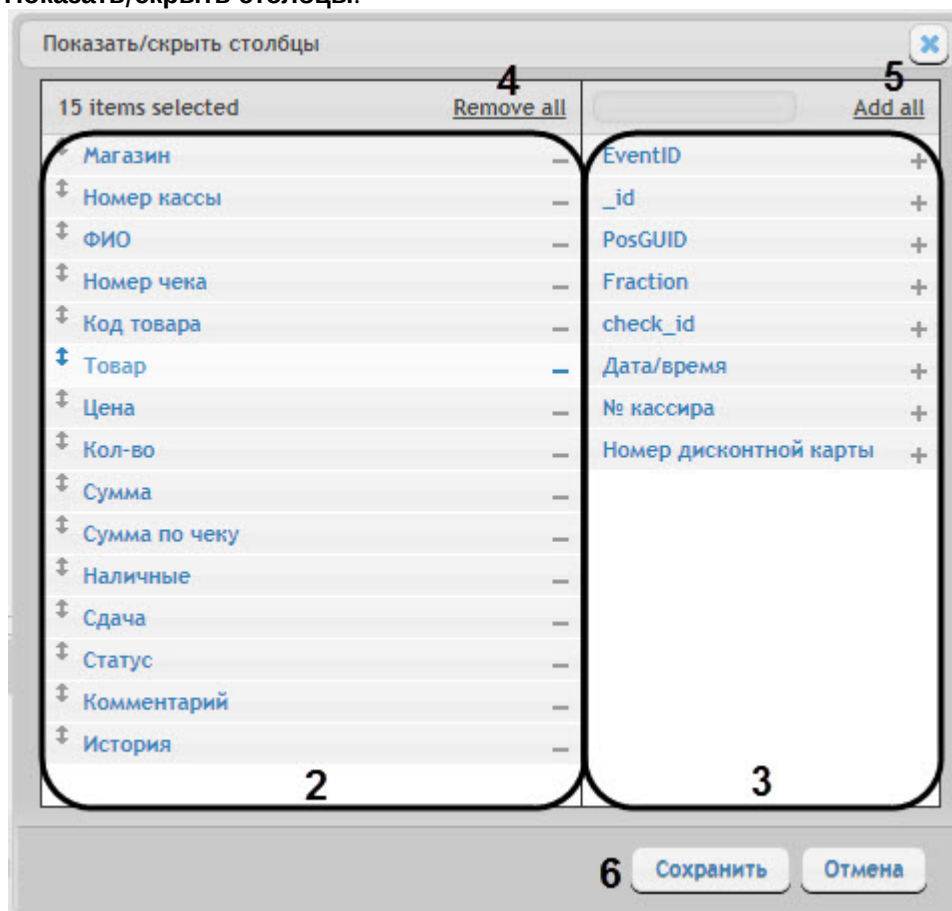 Показать/скрыть столбцы.
Показать/скрыть столбцы
4
5
15 items selected Remove all Add all
Магазин
Номер кассы
ФИО
Номер чека
Код товара
Товар
Цена
Кол-во
Сумма
Сумма по чеку
Наличные
Сдача
Статус
Комментарий
История
2
EventID
_id
PosGUID
Fraction
check_id
Дата/время
№ кассира
Номер дисконтной карты
3
6 Сохранить Отмена